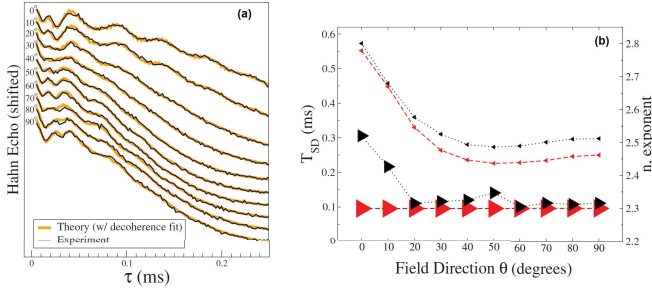 (a)
0°
10°
20°
30°
40°
50°
60°
70°
80°
90°
Hahn Echo (shifted)
Theory (w/ decoherence fit)
Experiment
0 0.1 0.2
τ (ms)
(b)
0.6
0.5
0.4
0.3
0.2
0.1
0
T_SD (ms)
2.8
2.7
2.6
2.5
2.4
2.3
2.2
n, exponent
0 10 20 30 40 50 60 70 80 90
Field Direction θ (degrees)